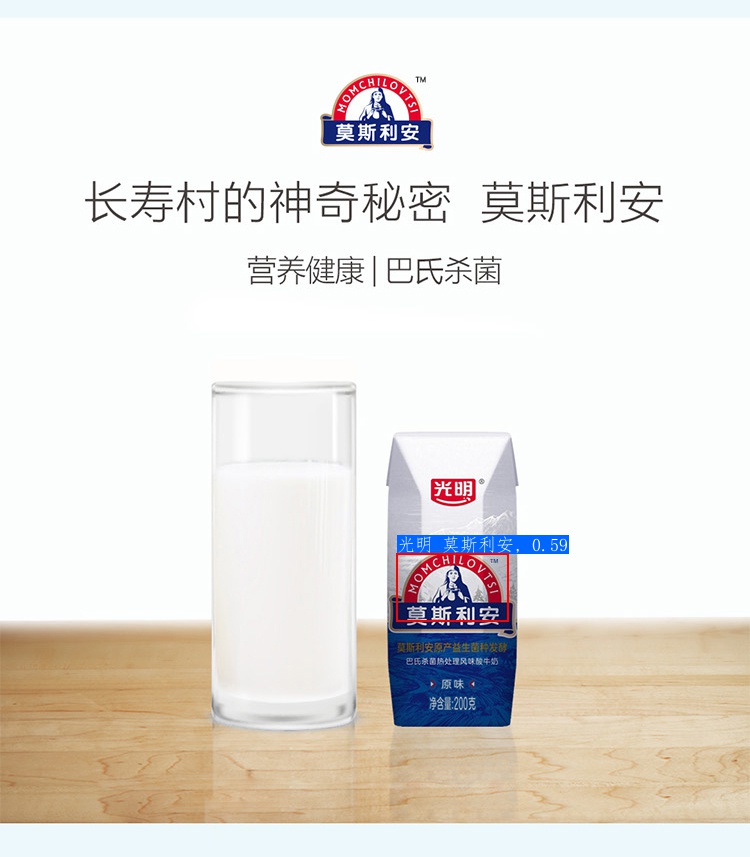 MOMCHILOVTSI
TM
莫斯利安
长寿村的神奇秘密 莫斯利安
营养健康|巴氏杀菌
光明®
光明 莫斯利安, 0.59
MOMCHILOVTSI
TM
莫斯利安
莫斯利安原产益生菌种发酵
巴氏杀菌热处理风味酸牛奶
原味
净含量:200克